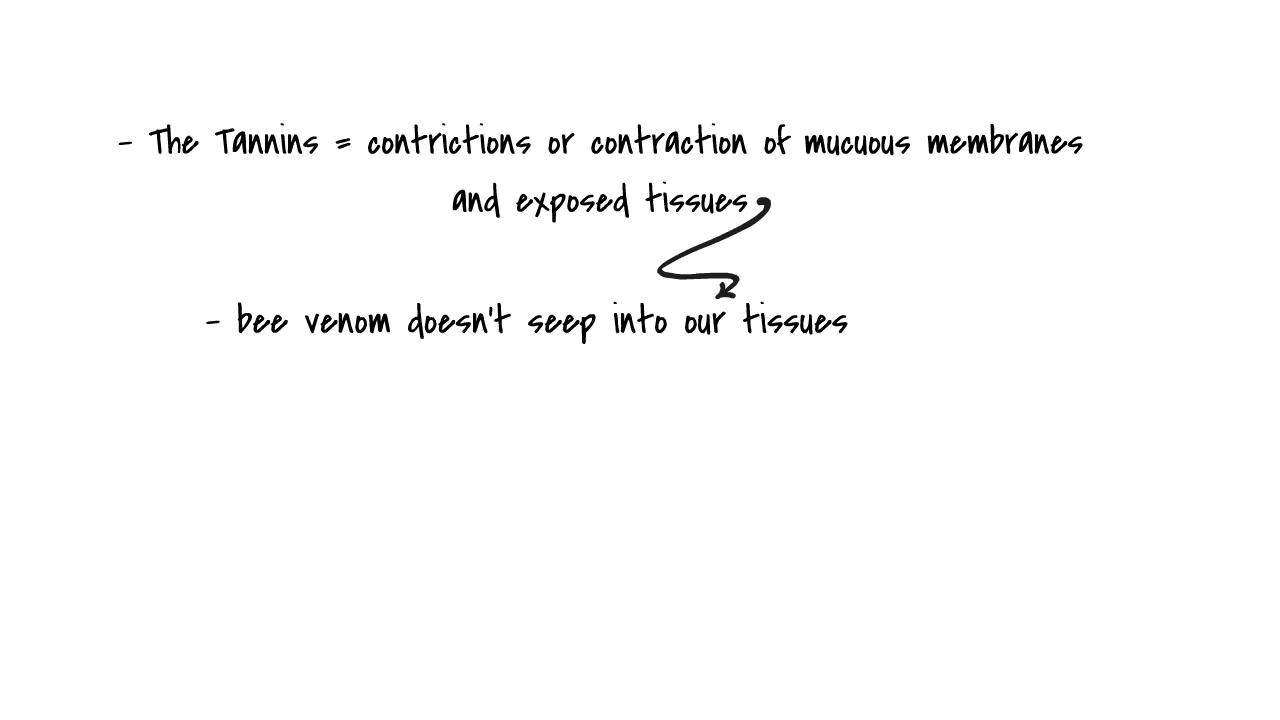 - The Tannins = contrictions or contraction of mucuous membranes
and exposed tissues
- bee venom doesn't seep into our tissues